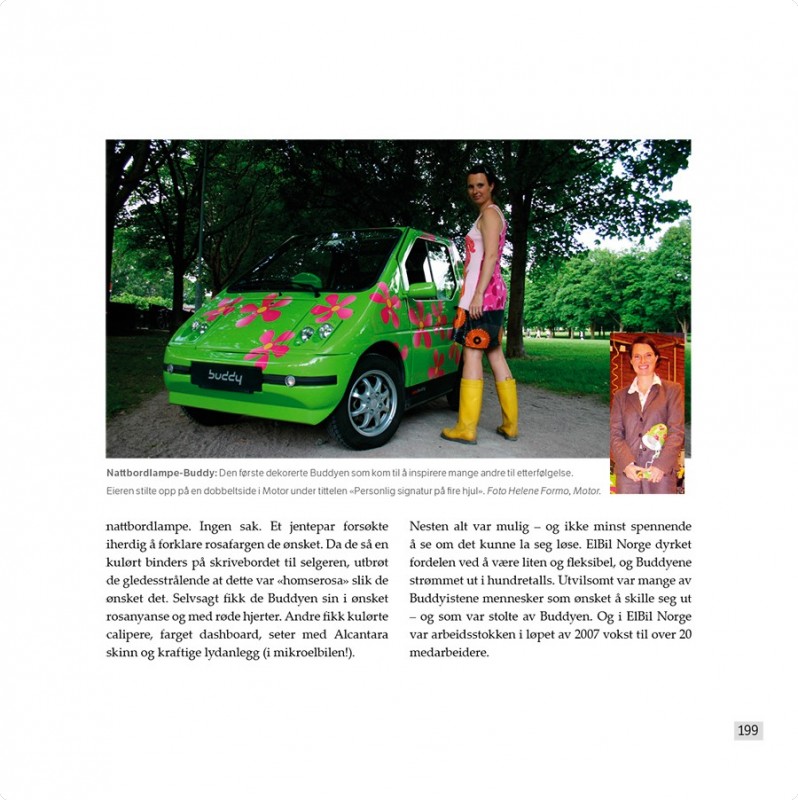 buddy
Nattbordlampe-Buddy: Den første dekorerte Buddyen som kom til å inspirere mange andre til etterfølgelse.
Eieren stilte opp på en dobbeltside i Motor under tittelen «Personlig signatur på fire hjul». Foto Helene Formo, Motor.
nattbordlampe. Ingen sak. Et jentepar forsøkte
iherdig å forklare rosafargen de ønsket. Da de så en
kulørt binders på skrivebordet til selgeren, utbrøt
de gledesstrålende at dette var «homserosa» slik de
ønsket det. Selvsagt fikk de Buddyen sin i ønsket
rosanyanse og med røde hjerter. Andre fikk kulørte
calipere, farget dashboard, seter med Alcantara
skinn og kraftige lydanlegg (i mikroelbilen!).
Nesten alt var mulig – og ikke minst spennende
å se om det kunne la seg løse. ElBil Norge dyrket
fordelen ved å være liten og fleksibel, og Buddyene
strømmet ut i hundretalls. Utvilsomt var mange av
Buddyistene mennesker som ønsket å skille seg ut
– og som var stolte av Buddyen. Og i ElBil Norge
var arbeidsstokken i løpet av 2007 vokst til over 20
medarbeidere.
199